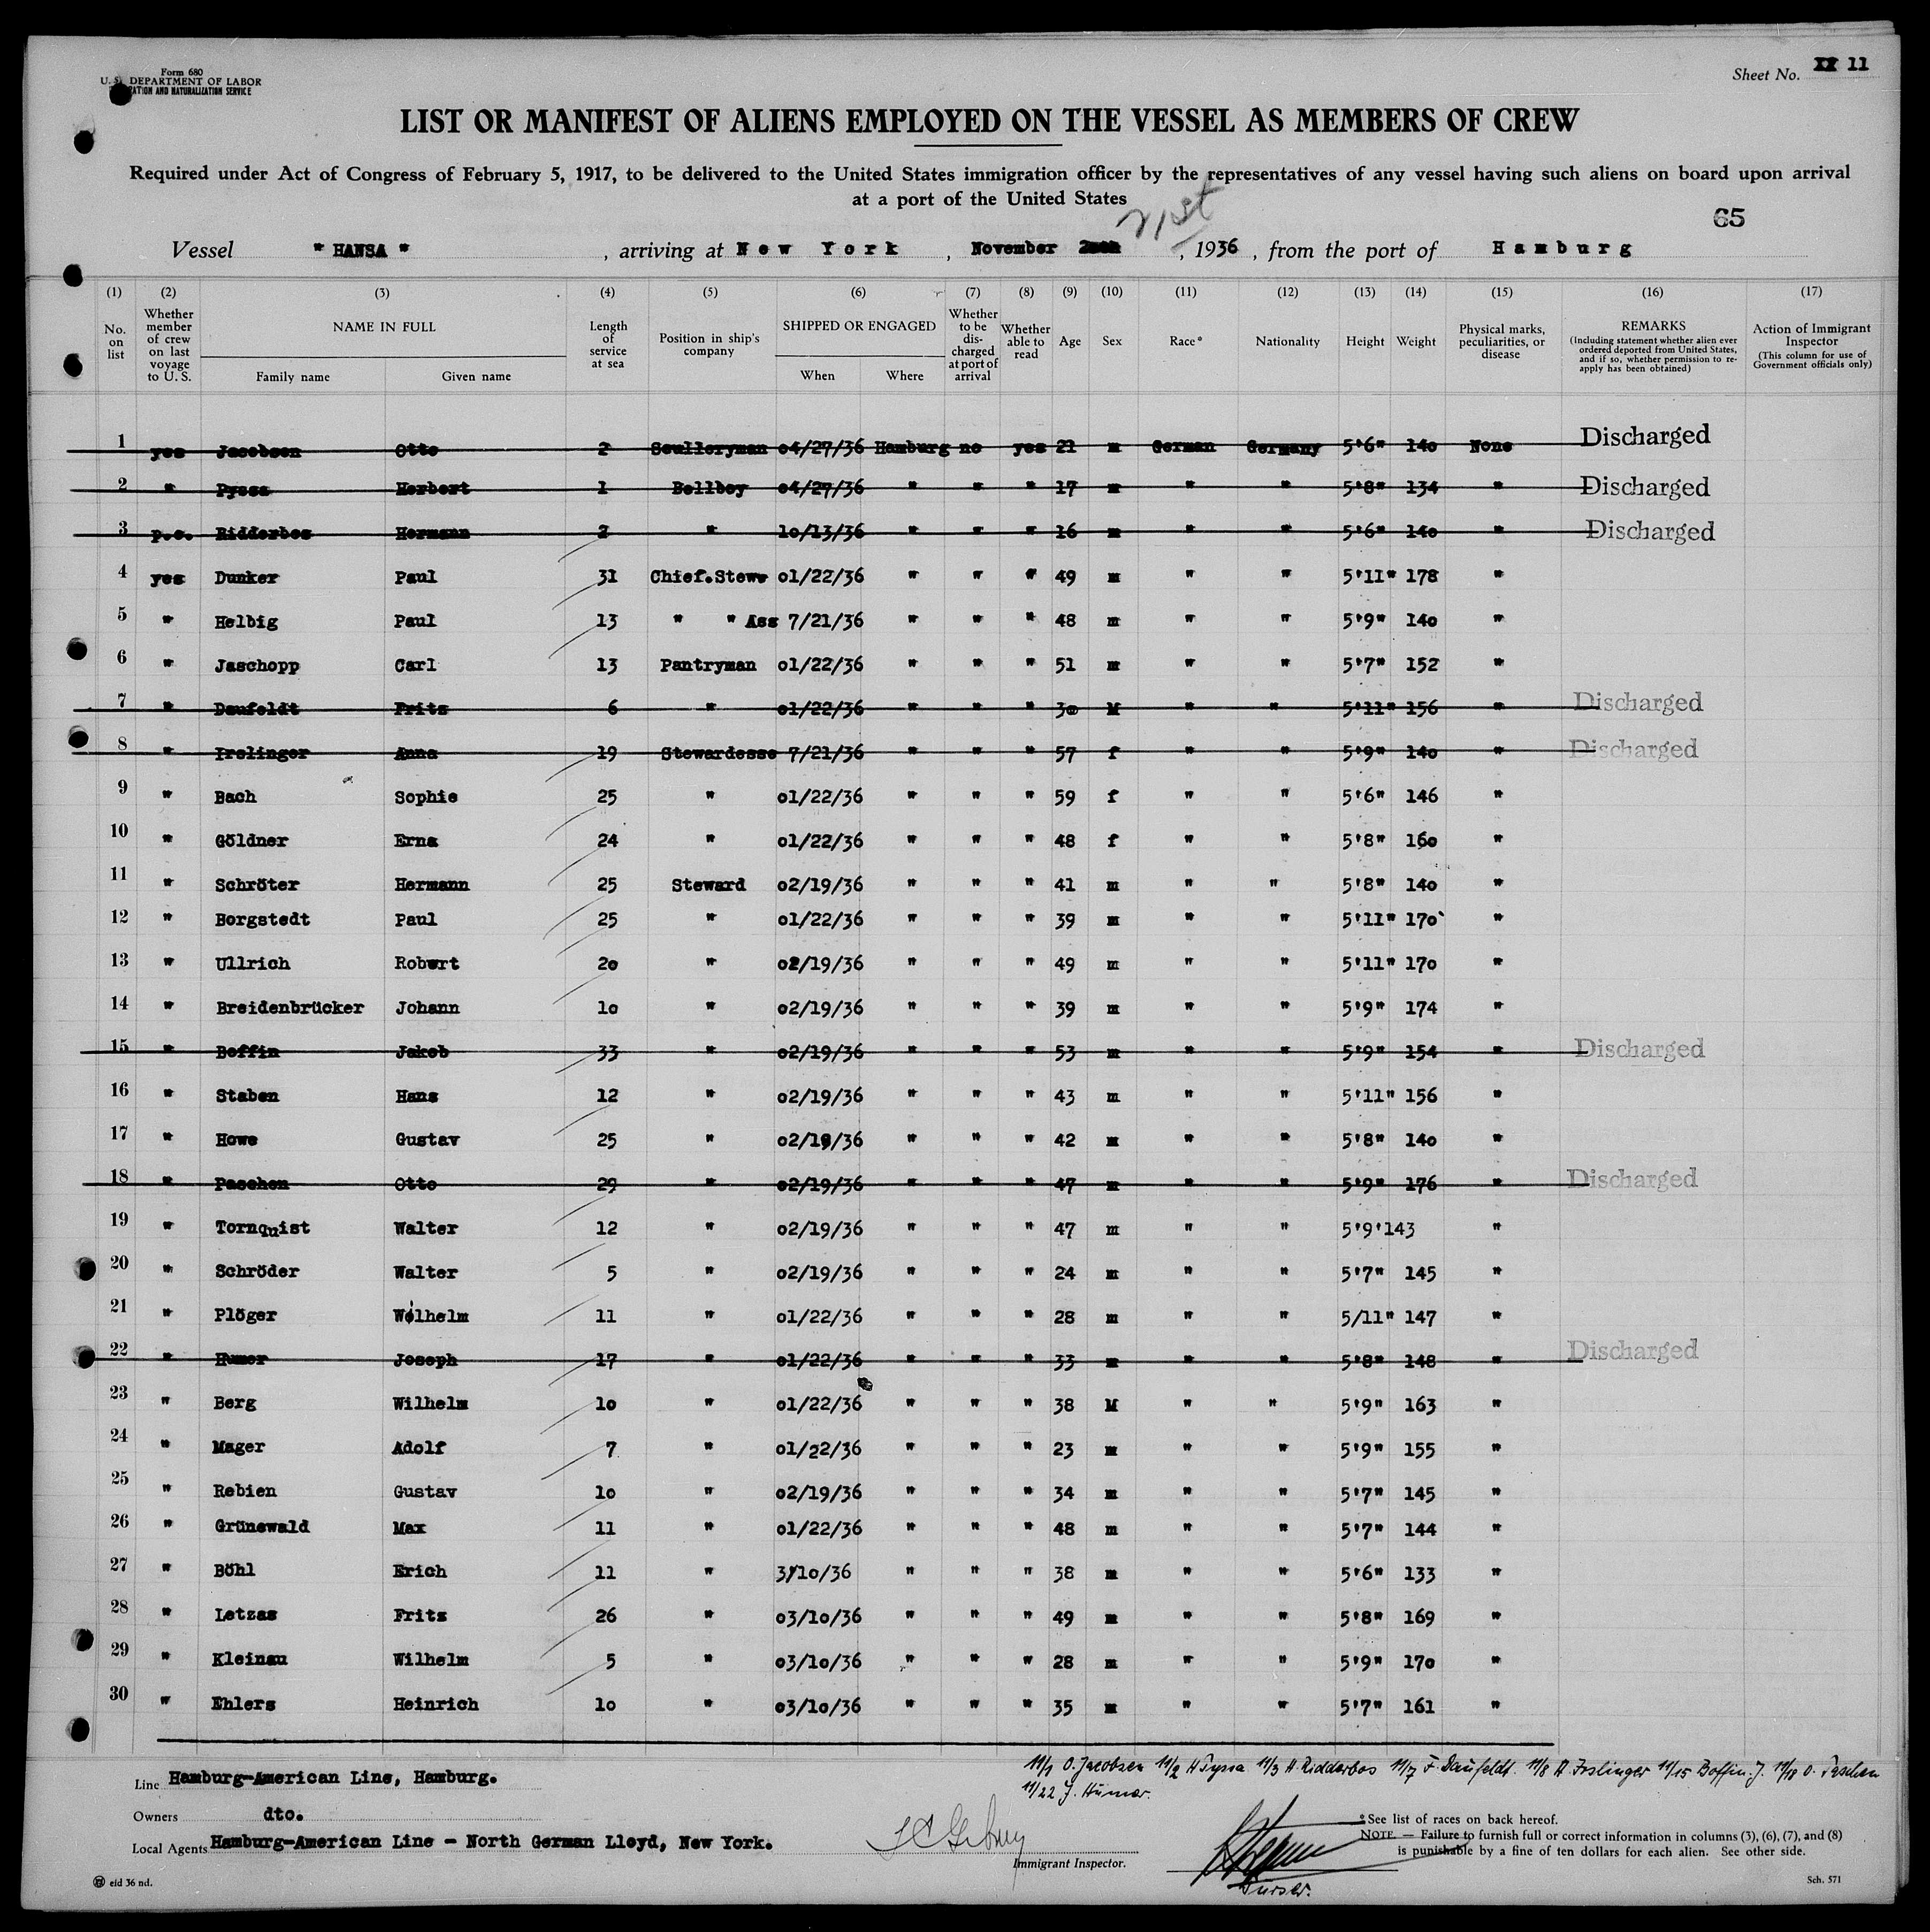 Form 680
U. S. DEPARTMENT OF LABOR
ATION AND NATURALIZATION SERVICE
Sheet No. 11
LIST OR MANIFEST OF ALIENS EMPLOYED ON THE VESSEL AS MEMBERS OF CREW
Required under Act of Congress of February 5, 1917, to be delivered to the United States immigration officer by the representatives of any vessel having such aliens on board upon arrival
at a port of the United States
21st
65
Vessel " HANSA " , arriving at New York , November , 1936 , from the port of Hamburg
(1) (2) (3) (4) (5) (6) (7) (8) (9) (10) (11) (12) (13) (14) (15) (16) (17)
No. on list | Whether member of crew on last voyage to U. S. | NAME IN FULL Family name Given name | Length of service at sea | Position in ship's company | SHIPPED OR ENGAGED When Where | Whether to be discharged at port of arrival | Whether able to read | Age | Sex | Race* | Nationality | Height | Weight | Physical marks, peculiarities, or disease | REMARKS (Including statement whether alien ever ordered deported from United States, and if so, whether permission to re-apply has been obtained) | Action of Immigrant Inspector (This column for use of Government officials only)
1 yes Jacobsen Otto 2 Sculleryman 04/27/36 Hamburg no yes 21 m German Germany 5'6" 140 None Discharged
2 " Pyssa Herbert 1 Bellboy 04/27/36 " " " 17 m " " 5'8" 134 " Discharged
3 p.c. Ridderbos Hermann 2 " 10/13/36 " " " 16 m " " 5'6" 140 " Discharged
4 yes Dunker Paul 31 Chief.Stew. 01/22/36 " " " 49 m " " 5'11" 178 "
5 " Helbig Paul 13 " " Ass 7/21/36 " " " 48 m " " 5'9" 140 "
6 " Jaschopp Carl 13 Pantryman 01/22/36 " " " 51 m " " 5'7" 152 "
7 " Daufeldt Fritz 6 " 01/22/36 " " " 30 M " " 5'11" 156 " Discharged
8 " Irslinger Anna 19 Stewardesse 7/21/36 " " " 57 f " " 5'9" 140 " Discharged
9 " Bach Sophie 25 " 01/22/36 " " " 59 f " " 5'6" 146 "
10 " Göldner Erna 24 " 01/22/36 " " " 48 f " " 5'8" 160 "
11 " Schröter Hermann 25 Steward 02/19/36 " " " 41 m " " 5'8" 140 "
12 " Borgstedt Paul 25 " 01/22/36 " " " 39 m " " 5'11" 170 "
13 " Ullrich Robert 20 " 02/19/36 " " " 49 m " " 5'11" 170 "
14 " Breidenbrücker Johann 10 " 02/19/36 " " " 39 m " " 5'9" 174 "
15 " Boffin Jakob 33 " 02/19/36 " " " 53 m " " 5'9" 154 " Discharged
16 " Staben Hans 12 " 02/19/36 " " " 43 m " " 5'11" 156 "
17 " Howe Gustav 25 " 02/19/36 " " " 42 m " " 5'8" 140 "
18 " Paschen Otto 29 " 02/19/36 " " " 47 m " " 5'9" 176 " Discharged
19 " Tornquist Walter 12 " 02/19/36 " " " 47 m " " 5'9'143 "
20 " Schröder Walter 5 " 02/19/36 " " " 24 m " " 5'7" 145 "
21 " Plöger Wilhelm 11 " 01/22/36 " " " 28 m " " 5/11" 147 "
22 " Humer Joseph 17 " 01/22/36 " " " 33 m " " 5'8" 148 " Discharged
23 " Berg Wilhelm 10 " 01/22/36 " " " 38 M " " 5'9" 163 "
24 " Mager Adolf 7 " 01/22/36 " " " 23 m " " 5'9" 155 "
25 " Rebien Gustav 10 " 02/19/36 " " " 34 m " " 5'7" 145 "
26 " Grünewald Max 11 " 01/22/36 " " " 48 m " " 5'7" 144 "
27 " Böhl Erich 11 " 3/10/36 " " " 38 m " " 5'6" 133 "
28 " Letzas Fritz 26 " 03/10/36 " " " 49 m " " 5'8" 169 "
29 " Kleinau Wilhelm 5 " 03/10/36 " " " 28 m " " 5'9" 170 "
30 " Ehlers Heinrich 10 " 03/10/36 " " " 35 m " " 5'7" 161 "
11/1 O. Jacobsen 11/2 H Pyssa 11/3 H Ridderbos 11/7 F. Daufeldt. 11/8 A Irslinger 11/15 Boffin. J. 11/18 O. Paschen
11/22 J. Hümer.
Line Hamburg-American Line, Hamburg.
Owners dto.
Local Agents Hamburg-American Line - North German Lloyd, New York.
Immigrant Inspector.
Purser.
*See list of races on back hereof.
NOTE. — Failure to furnish full or correct information in columns (3), (6), (7), and (8)
is punishable by a fine of ten dollars for each alien. See other side.
eid 36 nd.
Sch. 571